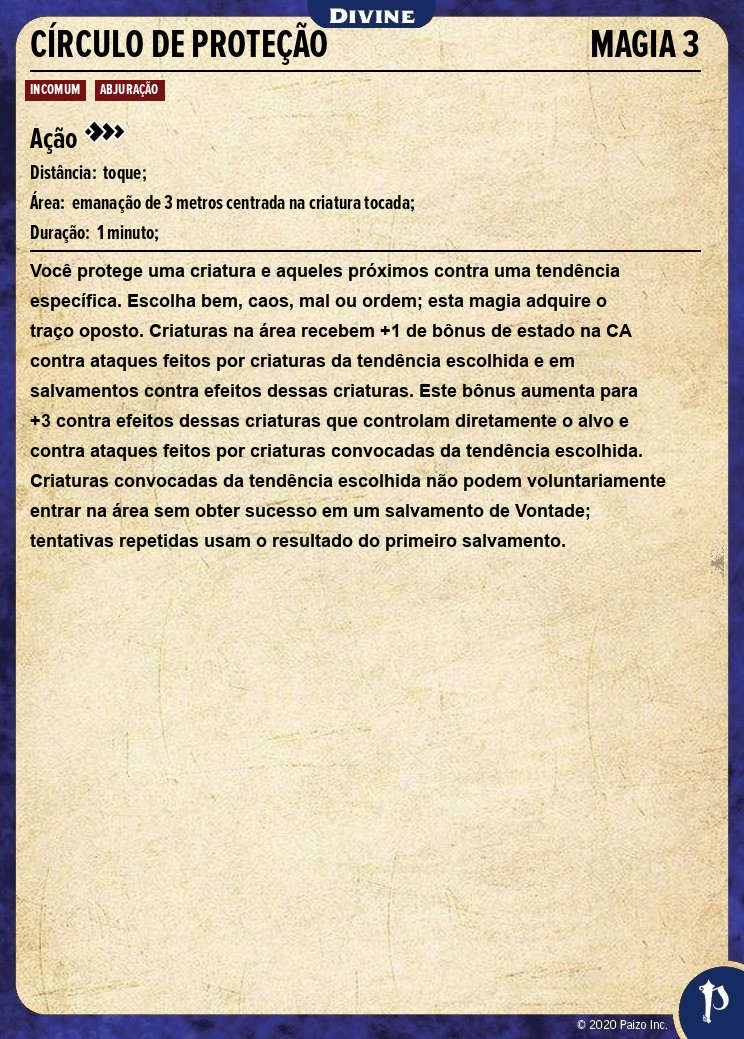 DIVINE
CÍRCULO DE PROTEÇÃO MAGIA 3
INCOMUM ABJURAÇÃO
Ação
Distância: toque;
Área: emanação de 3 metros centrada na criatura tocada;
Duração: 1 minuto;
Você protege uma criatura e aqueles próximos contra uma tendência
específica. Escolha bem, caos, mal ou ordem; esta magia adquire o
traço oposto. Criaturas na área recebem +1 de bônus de estado na CA
contra ataques feitos por criaturas da tendência escolhida e em
salvamentos contra efeitos dessas criaturas. Este bônus aumenta para
+3 contra efeitos dessas criaturas que controlam diretamente o alvo e
contra ataques feitos por criaturas convocadas da tendência escolhida.
Criaturas convocadas da tendência escolhida não podem voluntariamente
entrar na área sem obter sucesso em um salvamento de Vontade;
tentativas repetidas usam o resultado do primeiro salvamento.
© 2020 Paizo Inc.
P